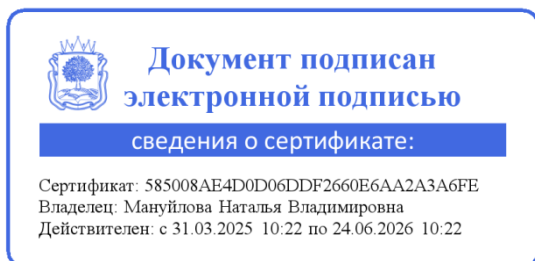 Документ подписан
электронной подписью
сведения о сертификате:
Сертификат: 585008AE4D0D06DDF2660E6AA2A3A6FE
Владелец: Мануйлова Наталья Владимировна
Действителен: с 31.03.2025 10:22 по 24.06.2026 10:22